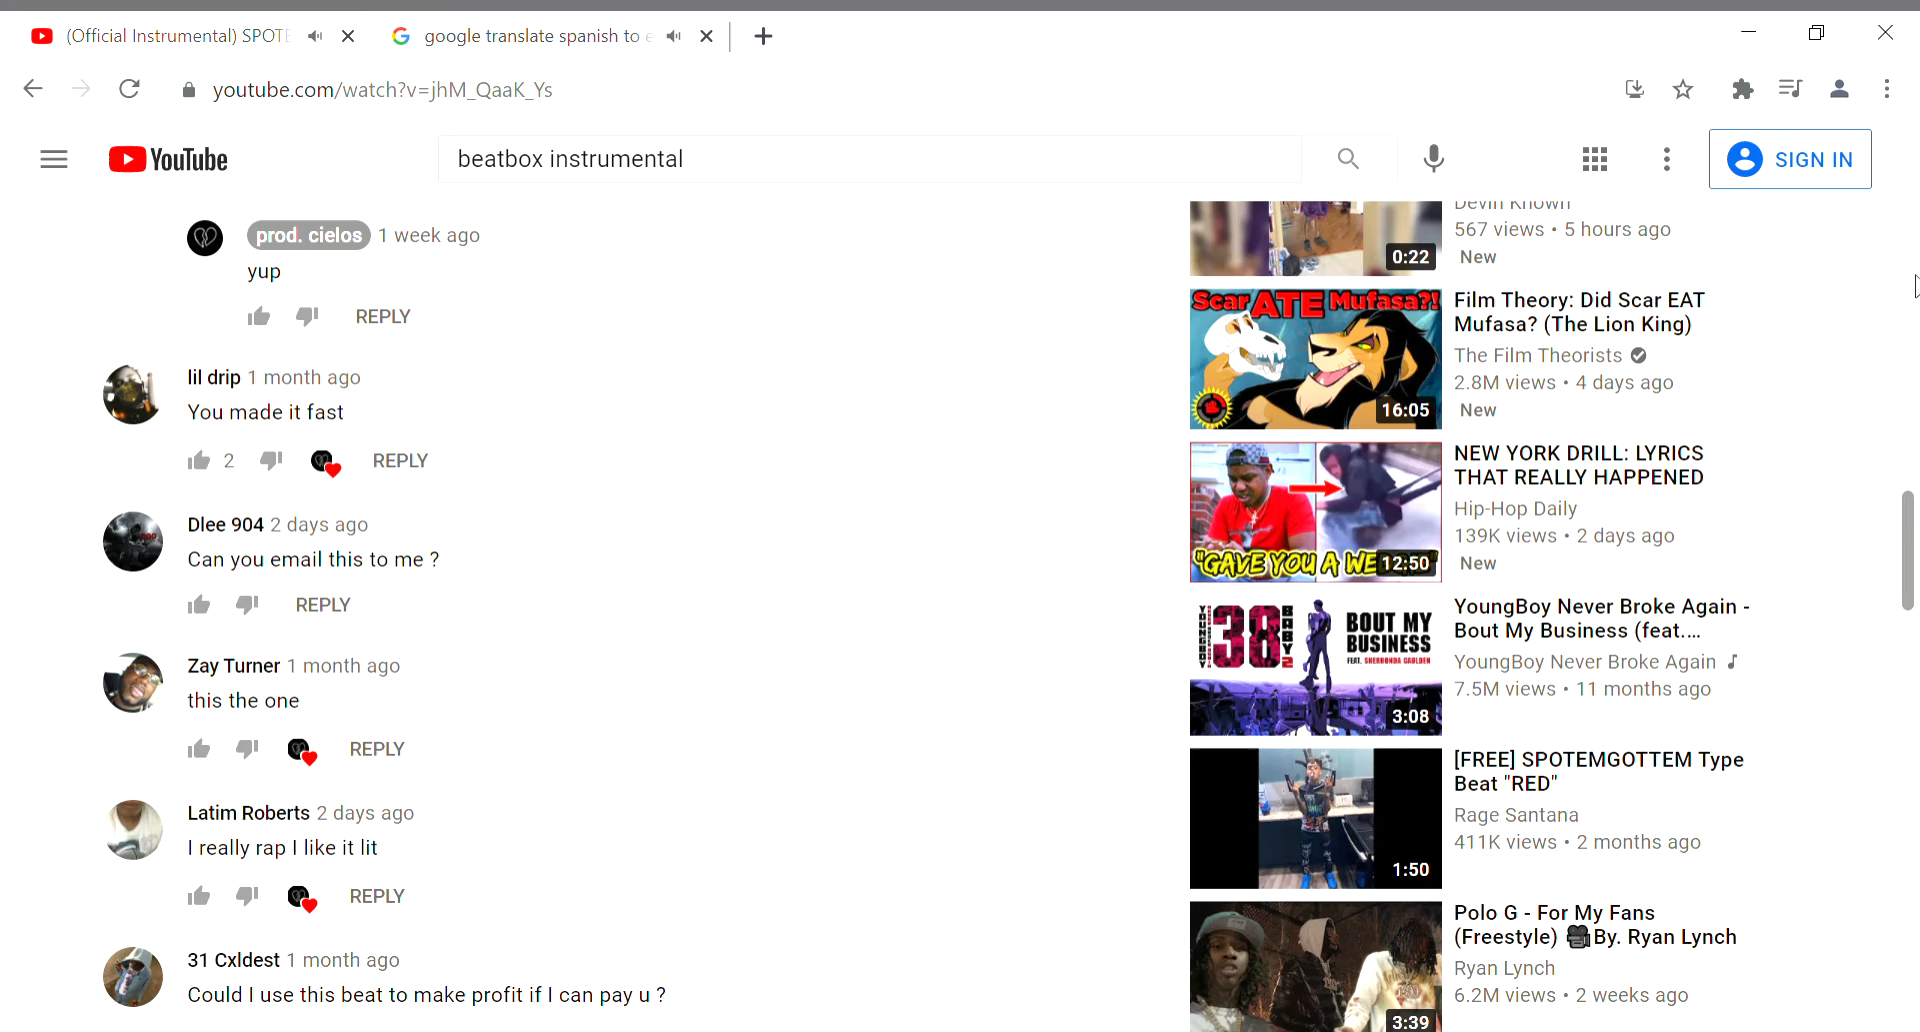 (Official Instrumental) SPOTE
google translate spanish to e
youtube.com/watch?v=jhM_QaaK_Ys
YouTube
beatbox instrumental
SIGN IN
prod. cielos 1 week ago
yup
REPLY
lil drip 1 month ago
You made it fast
2
REPLY
Dlee 904 2 days ago
Can you email this to me ?
REPLY
Zay Turner 1 month ago
this the one
REPLY
Latim Roberts 2 days ago
I really rap I like it lit
REPLY
31 Cxldest 1 month ago
Could I use this beat to make profit if I can pay u ?
0:22
Devin Known
567 views • 5 hours ago
New
Scar ATE Mufasa?!
16:05
Film Theory: Did Scar EAT
Mufasa? (The Lion King)
The Film Theorists
2.8M views • 4 days ago
New
"GAVE YOU A WE
12:50
NEW YORK DRILL: LYRICS
THAT REALLY HAPPENED
Hip-Hop Daily
139K views • 2 days ago
New
38
BABY
2
BOUT MY
BUSINESS
FEAT. SHERHONDA GAULDEN
3:08
YoungBoy Never Broke Again -
Bout My Business (feat....
YoungBoy Never Broke Again
7.5M views • 11 months ago
1:50
[FREE] SPOTEMGOTTEM Type
Beat "RED"
Rage Santana
411K views • 2 months ago
3:39
Polo G - For My Fans
(Freestyle) 🎥By. Ryan Lynch
Ryan Lynch
6.2M views • 2 weeks ago